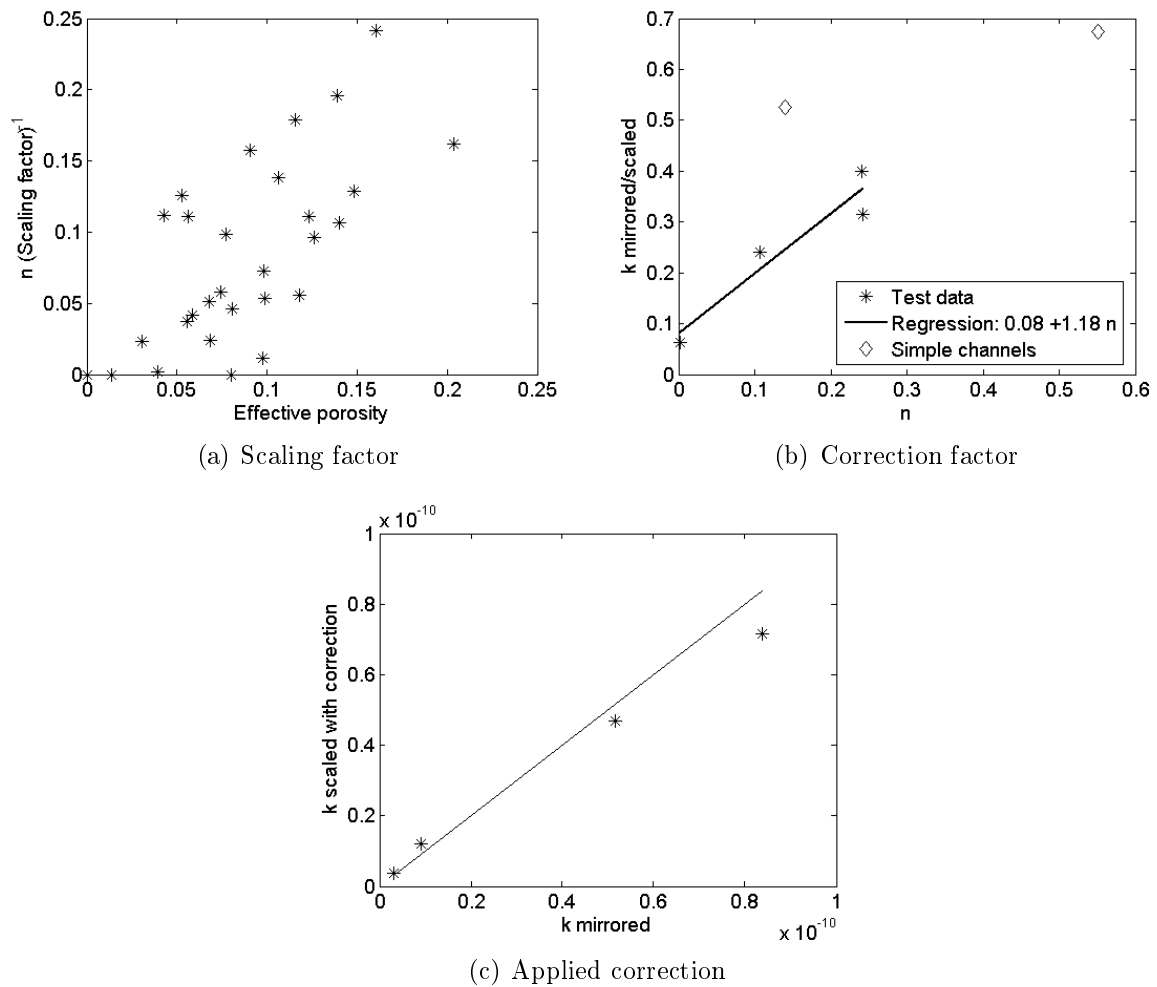 0.25
0.2
0.15
0.1
0.05
0
0 0.05 0.1 0.15 0.2 0.25
n (Scaling factor)-1
Effective porosity
(a) Scaling factor
0.7
0.6
0.5
0.4
0.3
0.2
0.1
0
0 0.1 0.2 0.3 0.4 0.5 0.6
k mirrored/scaled
n
Test data
Regression: 0.08 +1.18 n
Simple channels
(b) Correction factor
x 10-10
1
0.8
0.6
0.4
0.2
0
0 0.2 0.4 0.6 0.8 1
k scaled with correction
k mirrored
x 10-10
(c) Applied correction